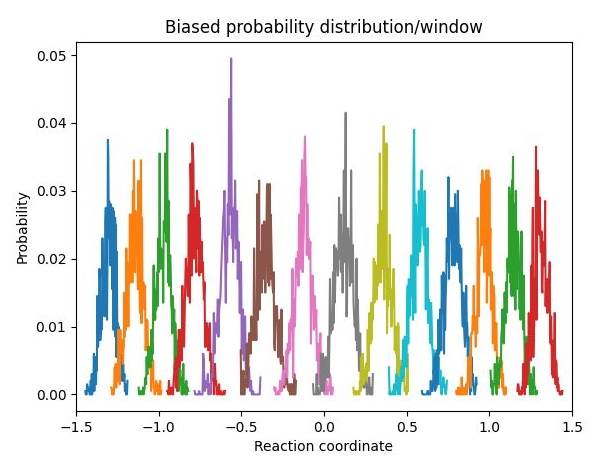 Biased probability distribution/window
0.05
0.04
0.03
0.02
0.01
0.00
Probability
−1.5 −1.0 −0.5 0.0 0.5 1.0 1.5
Reaction coordinate